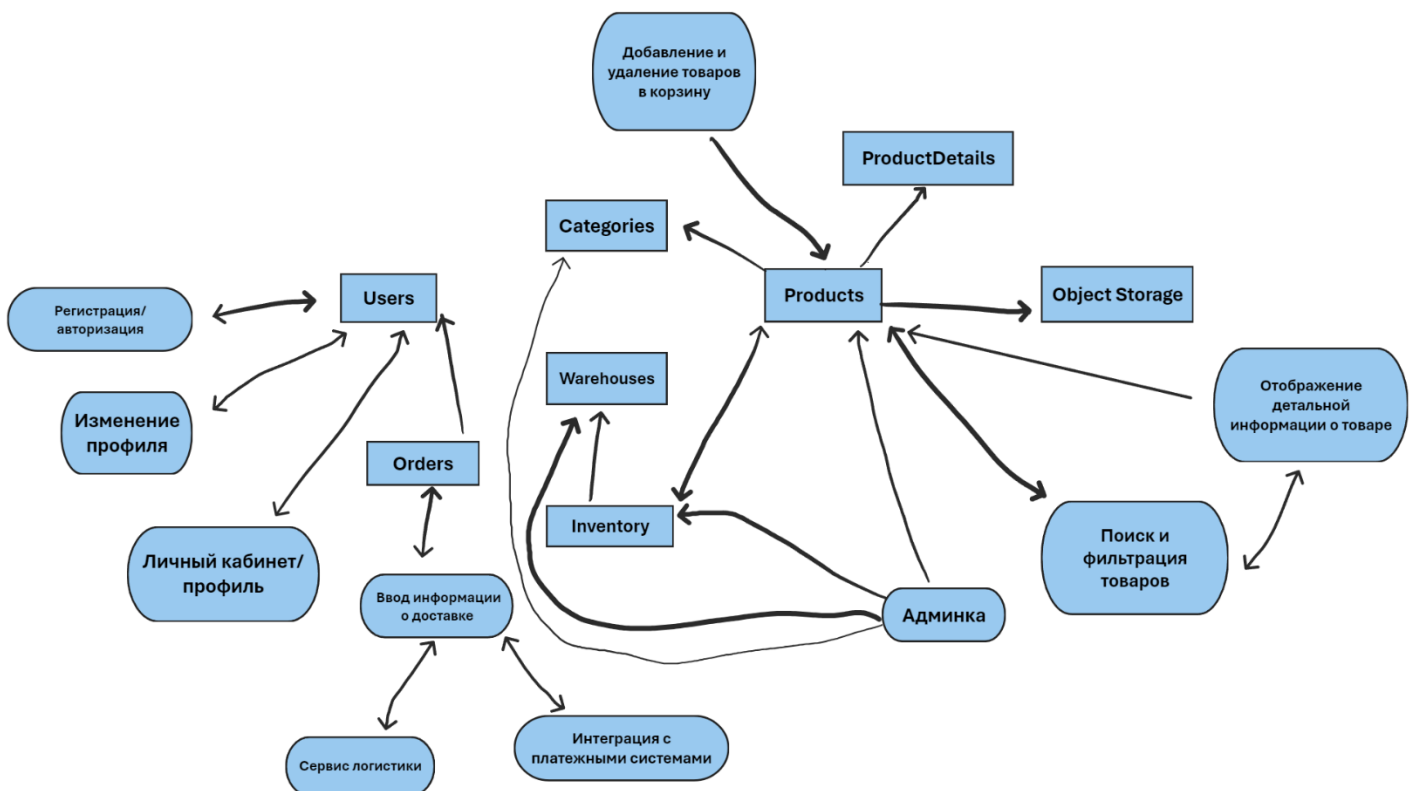 Добавление и
удаление товаров
в корзину
ProductDetails
Categories
Users
Products
Object Storage
Регистрация/
авторизация
Warehouses
Отображение
детальной
информации о товаре
Изменение
профиля
Orders
Inventory
Поиск и
фильтрация
товаров
Личный кабинет/
профиль
Ввод информации
о доставке
Админка
Интеграция с
платежными системами
Сервис логистики